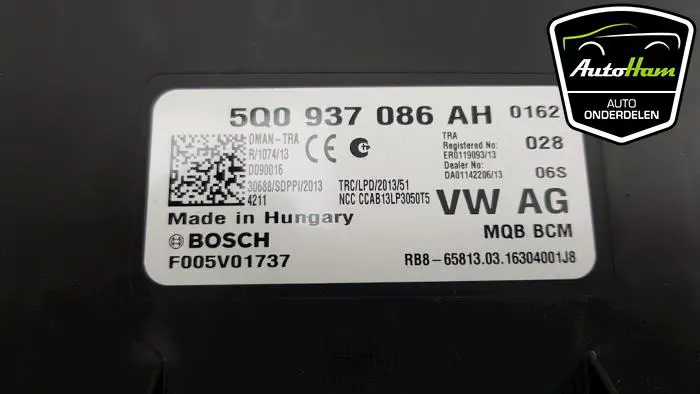 AutoHam
AUTO
ONDERDELEN
5Q0 937 086 AH 0162
OMAN-TRA
R/1074/13
D090016
30688/SDPPI/2013
4211
CE
TRC/LPD/2013/51
NCC CCAB13LP3050T5
TRA
Registered No:
ER0119093/13
Dealer No:
DA01142206/13
028
06S
VW AG
MQB BCM
Made in Hungary
BOSCH
F005V01737
RB8-65813.03.16304001J8